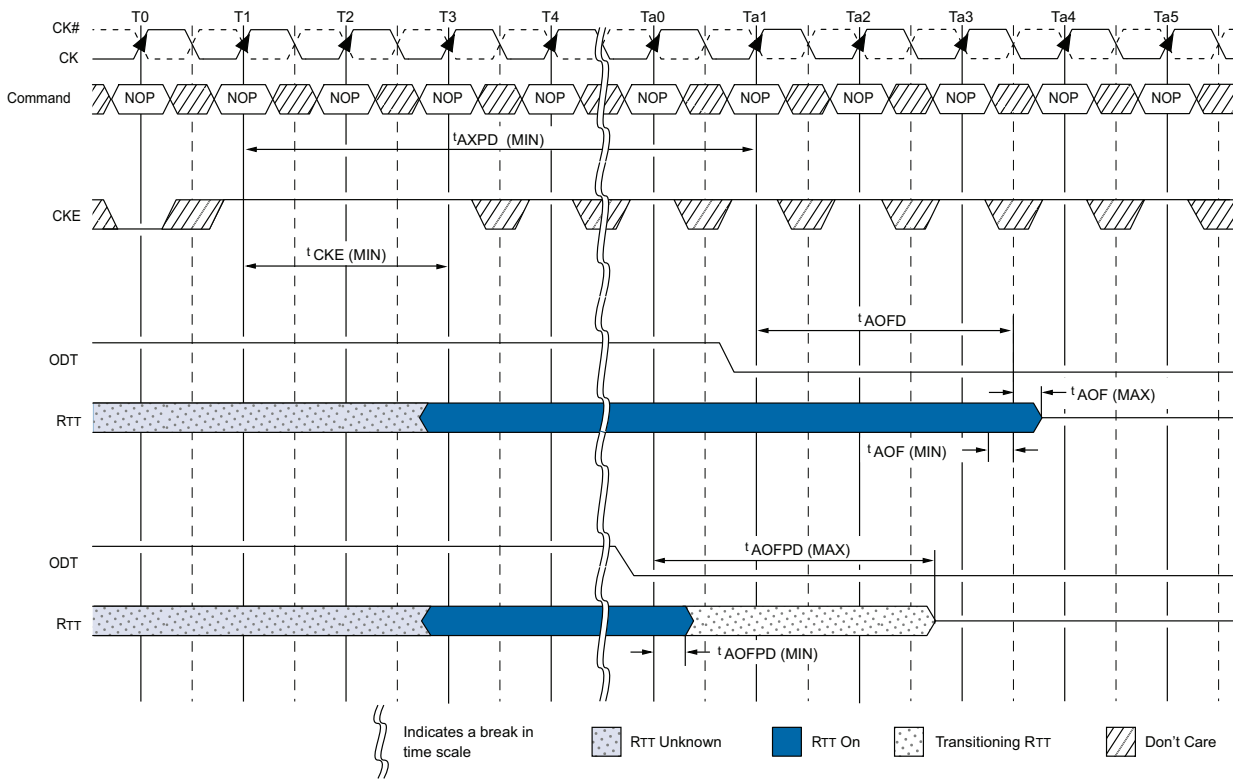 T0 T1 T2 T3 T4 Ta0 Ta1 Ta2 Ta3 Ta4 Ta5
CK#
CK
Command NOP NOP NOP NOP NOP NOP NOP NOP NOP NOP NOP
tAXPD (MIN)
CKE
tCKE (MIN)
tAOFD
ODT
tAOF (MAX)
RTT
tAOF (MIN)
tAOFPD (MAX)
ODT
RTT
tAOFPD (MIN)
Indicates a break in
time scale
RTT Unknown
RTT On
Transitioning RTT
Don't Care